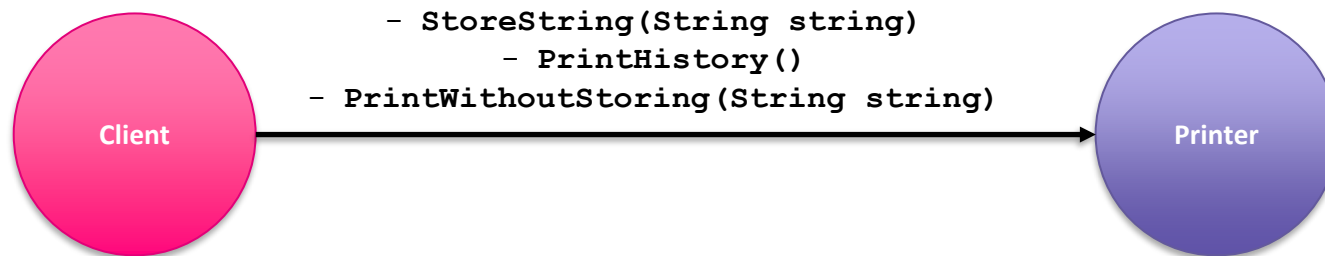 - StoreString(String string)
- PrintHistory()
- PrintWithoutStoring(String string)
Client
Printer